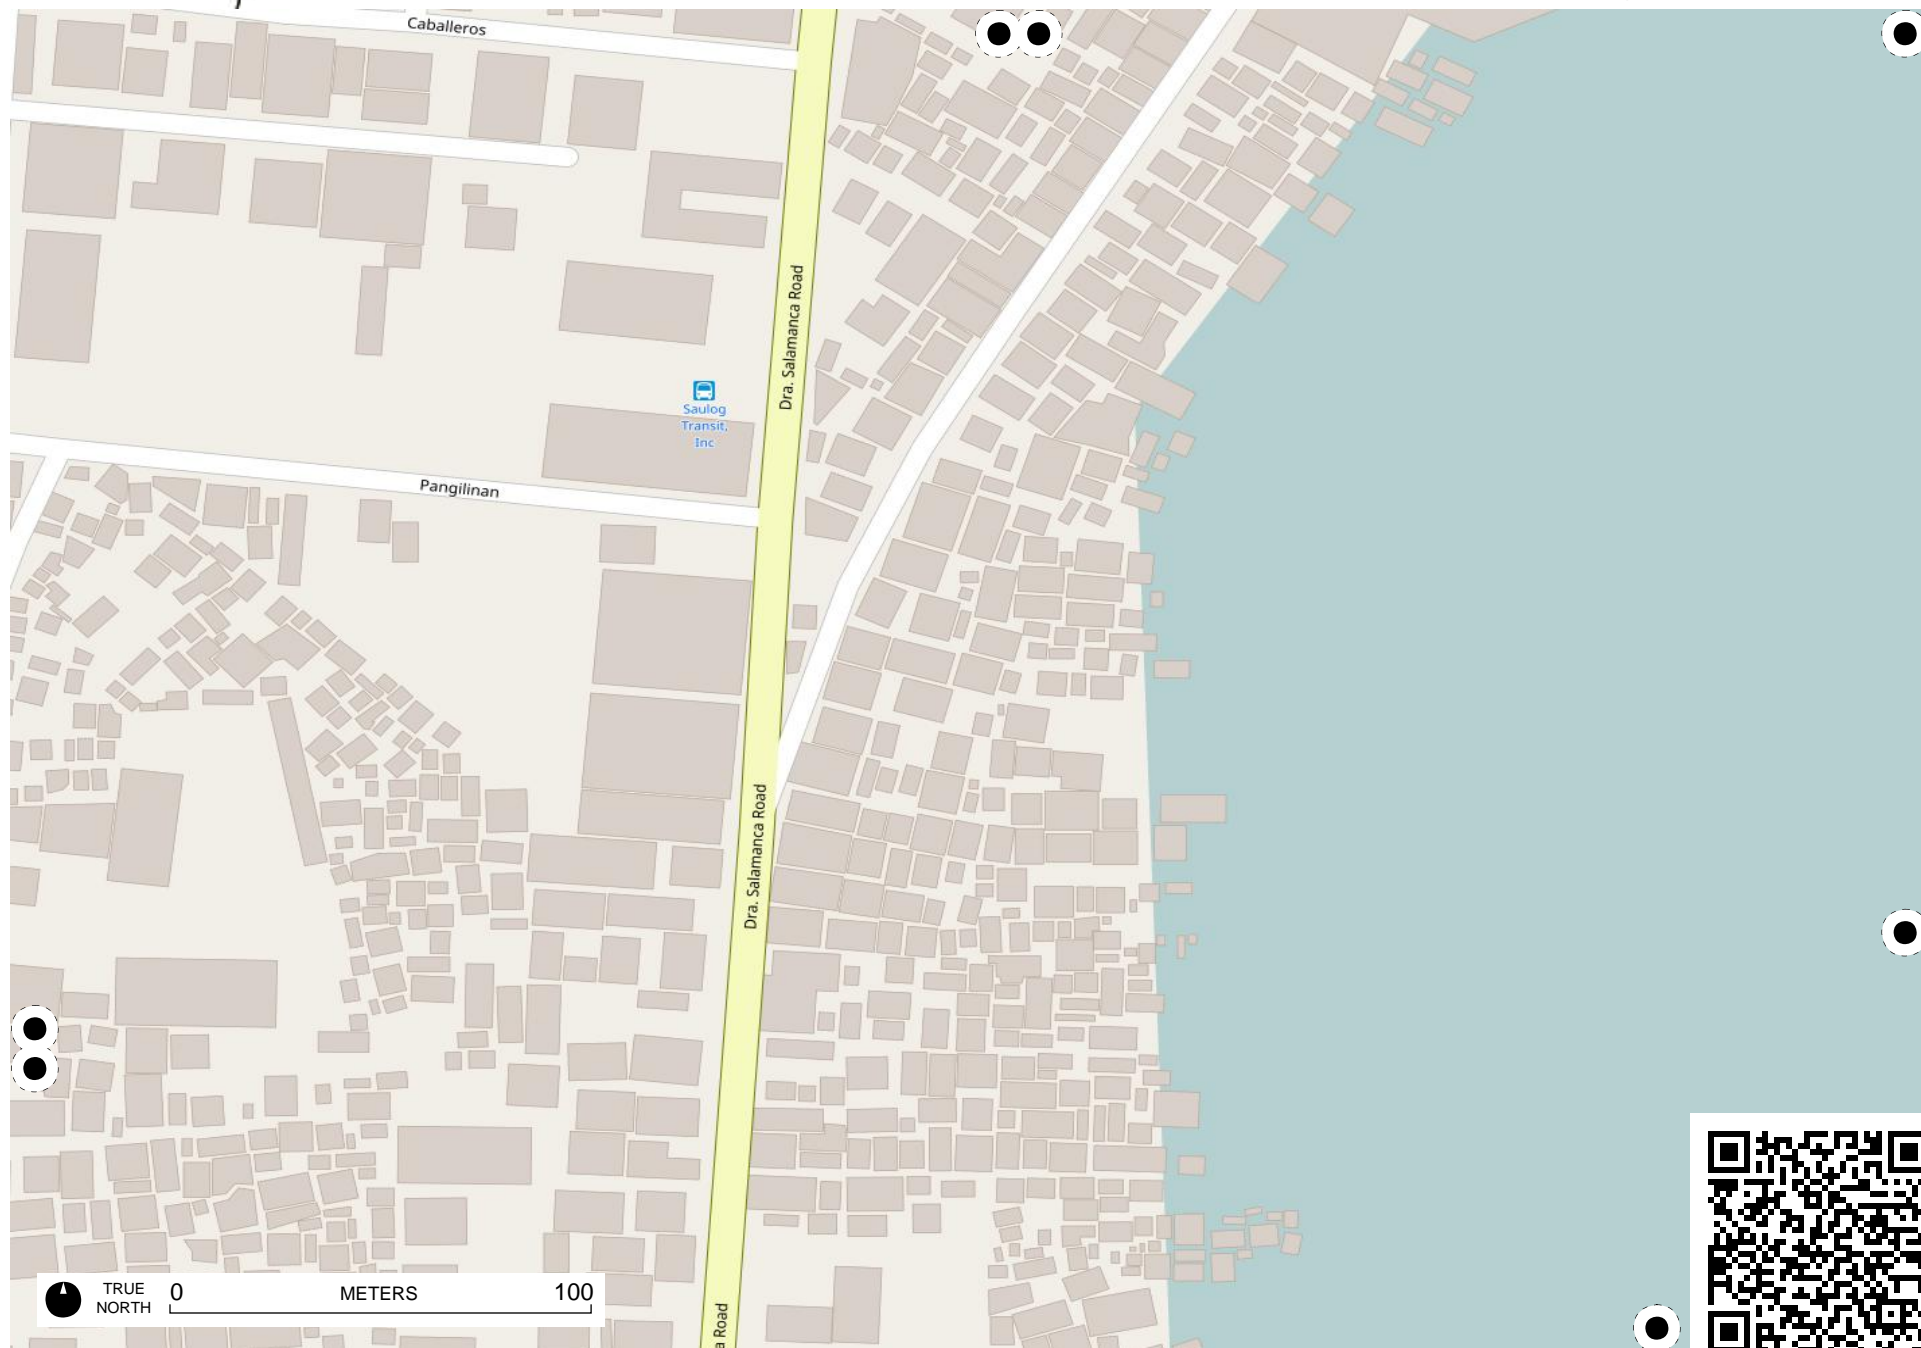 Caballeros
Dra. Salamanca Road
Saulog
Transit,
Inc
Pangilinan
Dra. Salamanca Road
TRUE
NORTH
0
METERS
100
a Road